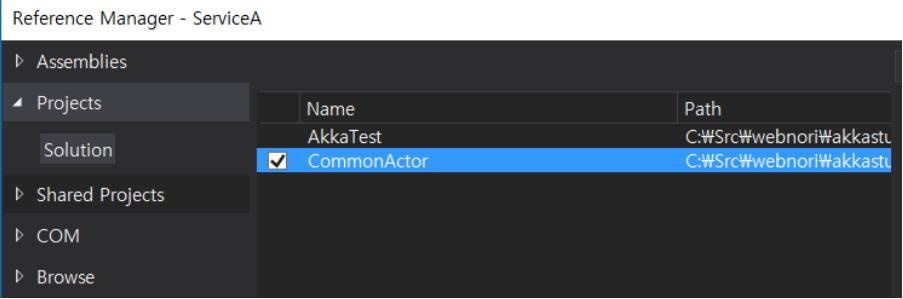 Reference Manager - ServiceA
Assemblies
Projects
Solution
Shared Projects
COM
Browse
Name Path
AkkaTest C:₩Src₩webnori₩akkastu
CommonActor C:₩Src₩webnori₩akkastu